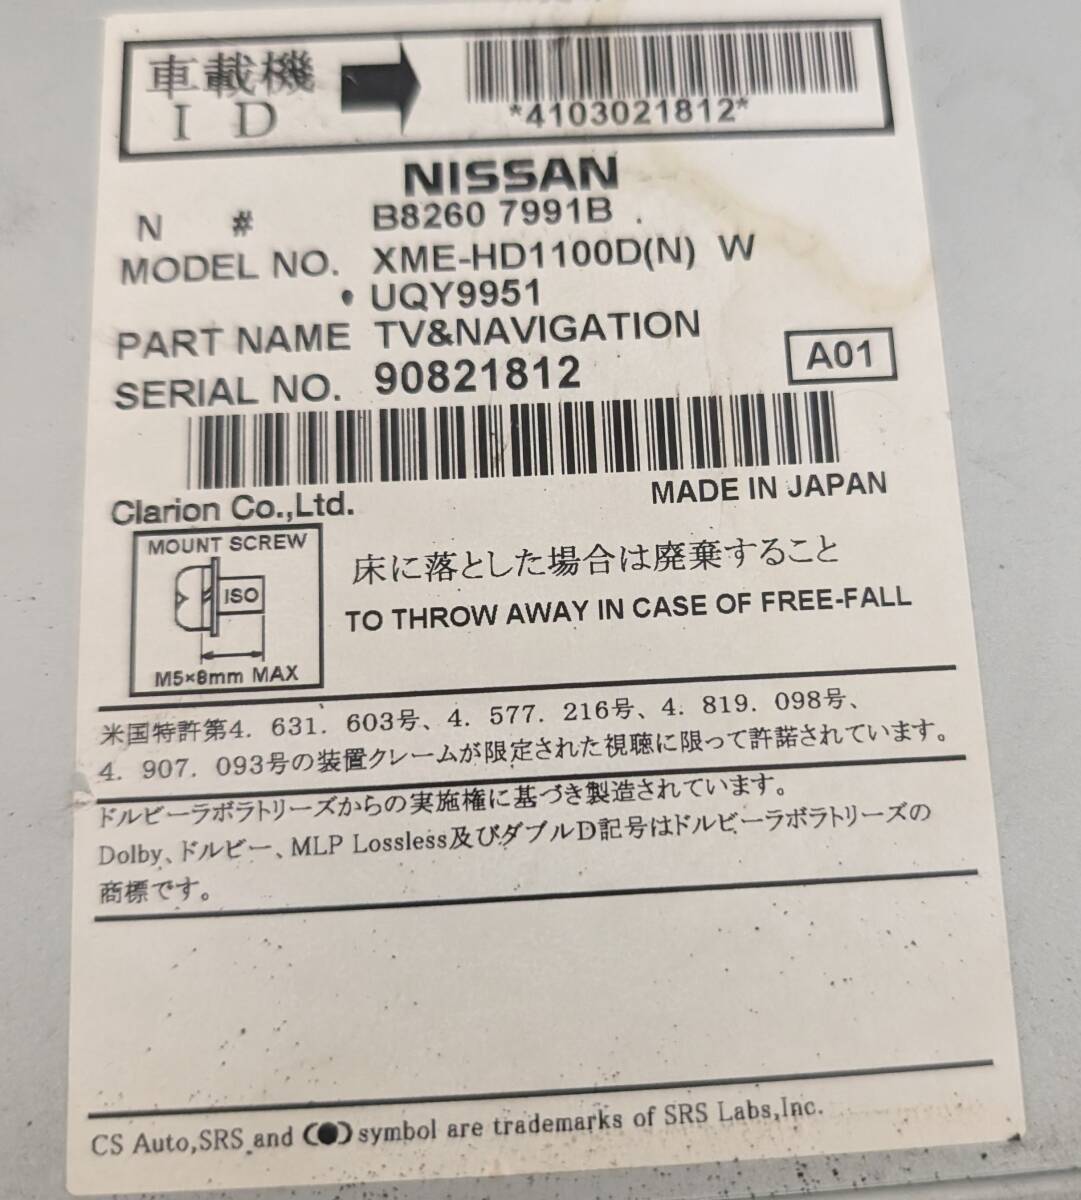 車載機
ID
*4103021812*
NISSAN
N # B8260 7991B
MODEL NO. XME-HD1100D(N) W
UQY9951
PART NAME TV&NAVIGATION
SERIAL NO. 90821812
A01
Clarion Co.,Ltd.
MADE IN JAPAN
MOUNT SCREW
ISO
M5×8mm MAX
床に落とした場合は廃棄すること
TO THROW AWAY IN CASE OF FREE-FALL
米国特許第4. 631. 603号、4. 577. 216号、4. 819. 098号、
4. 907. 093号の装置クレームが限定された視聴に限って許諾されています。
ドルビーラボラトリーズからの実施権に基づき製造されています。
Dolby、ドルビー、MLP Lossless及びダブルD記号はドルビーラボラトリーズの
商標です。
CS Auto,SRS and (●) symbol are trademarks of SRS Labs,Inc.